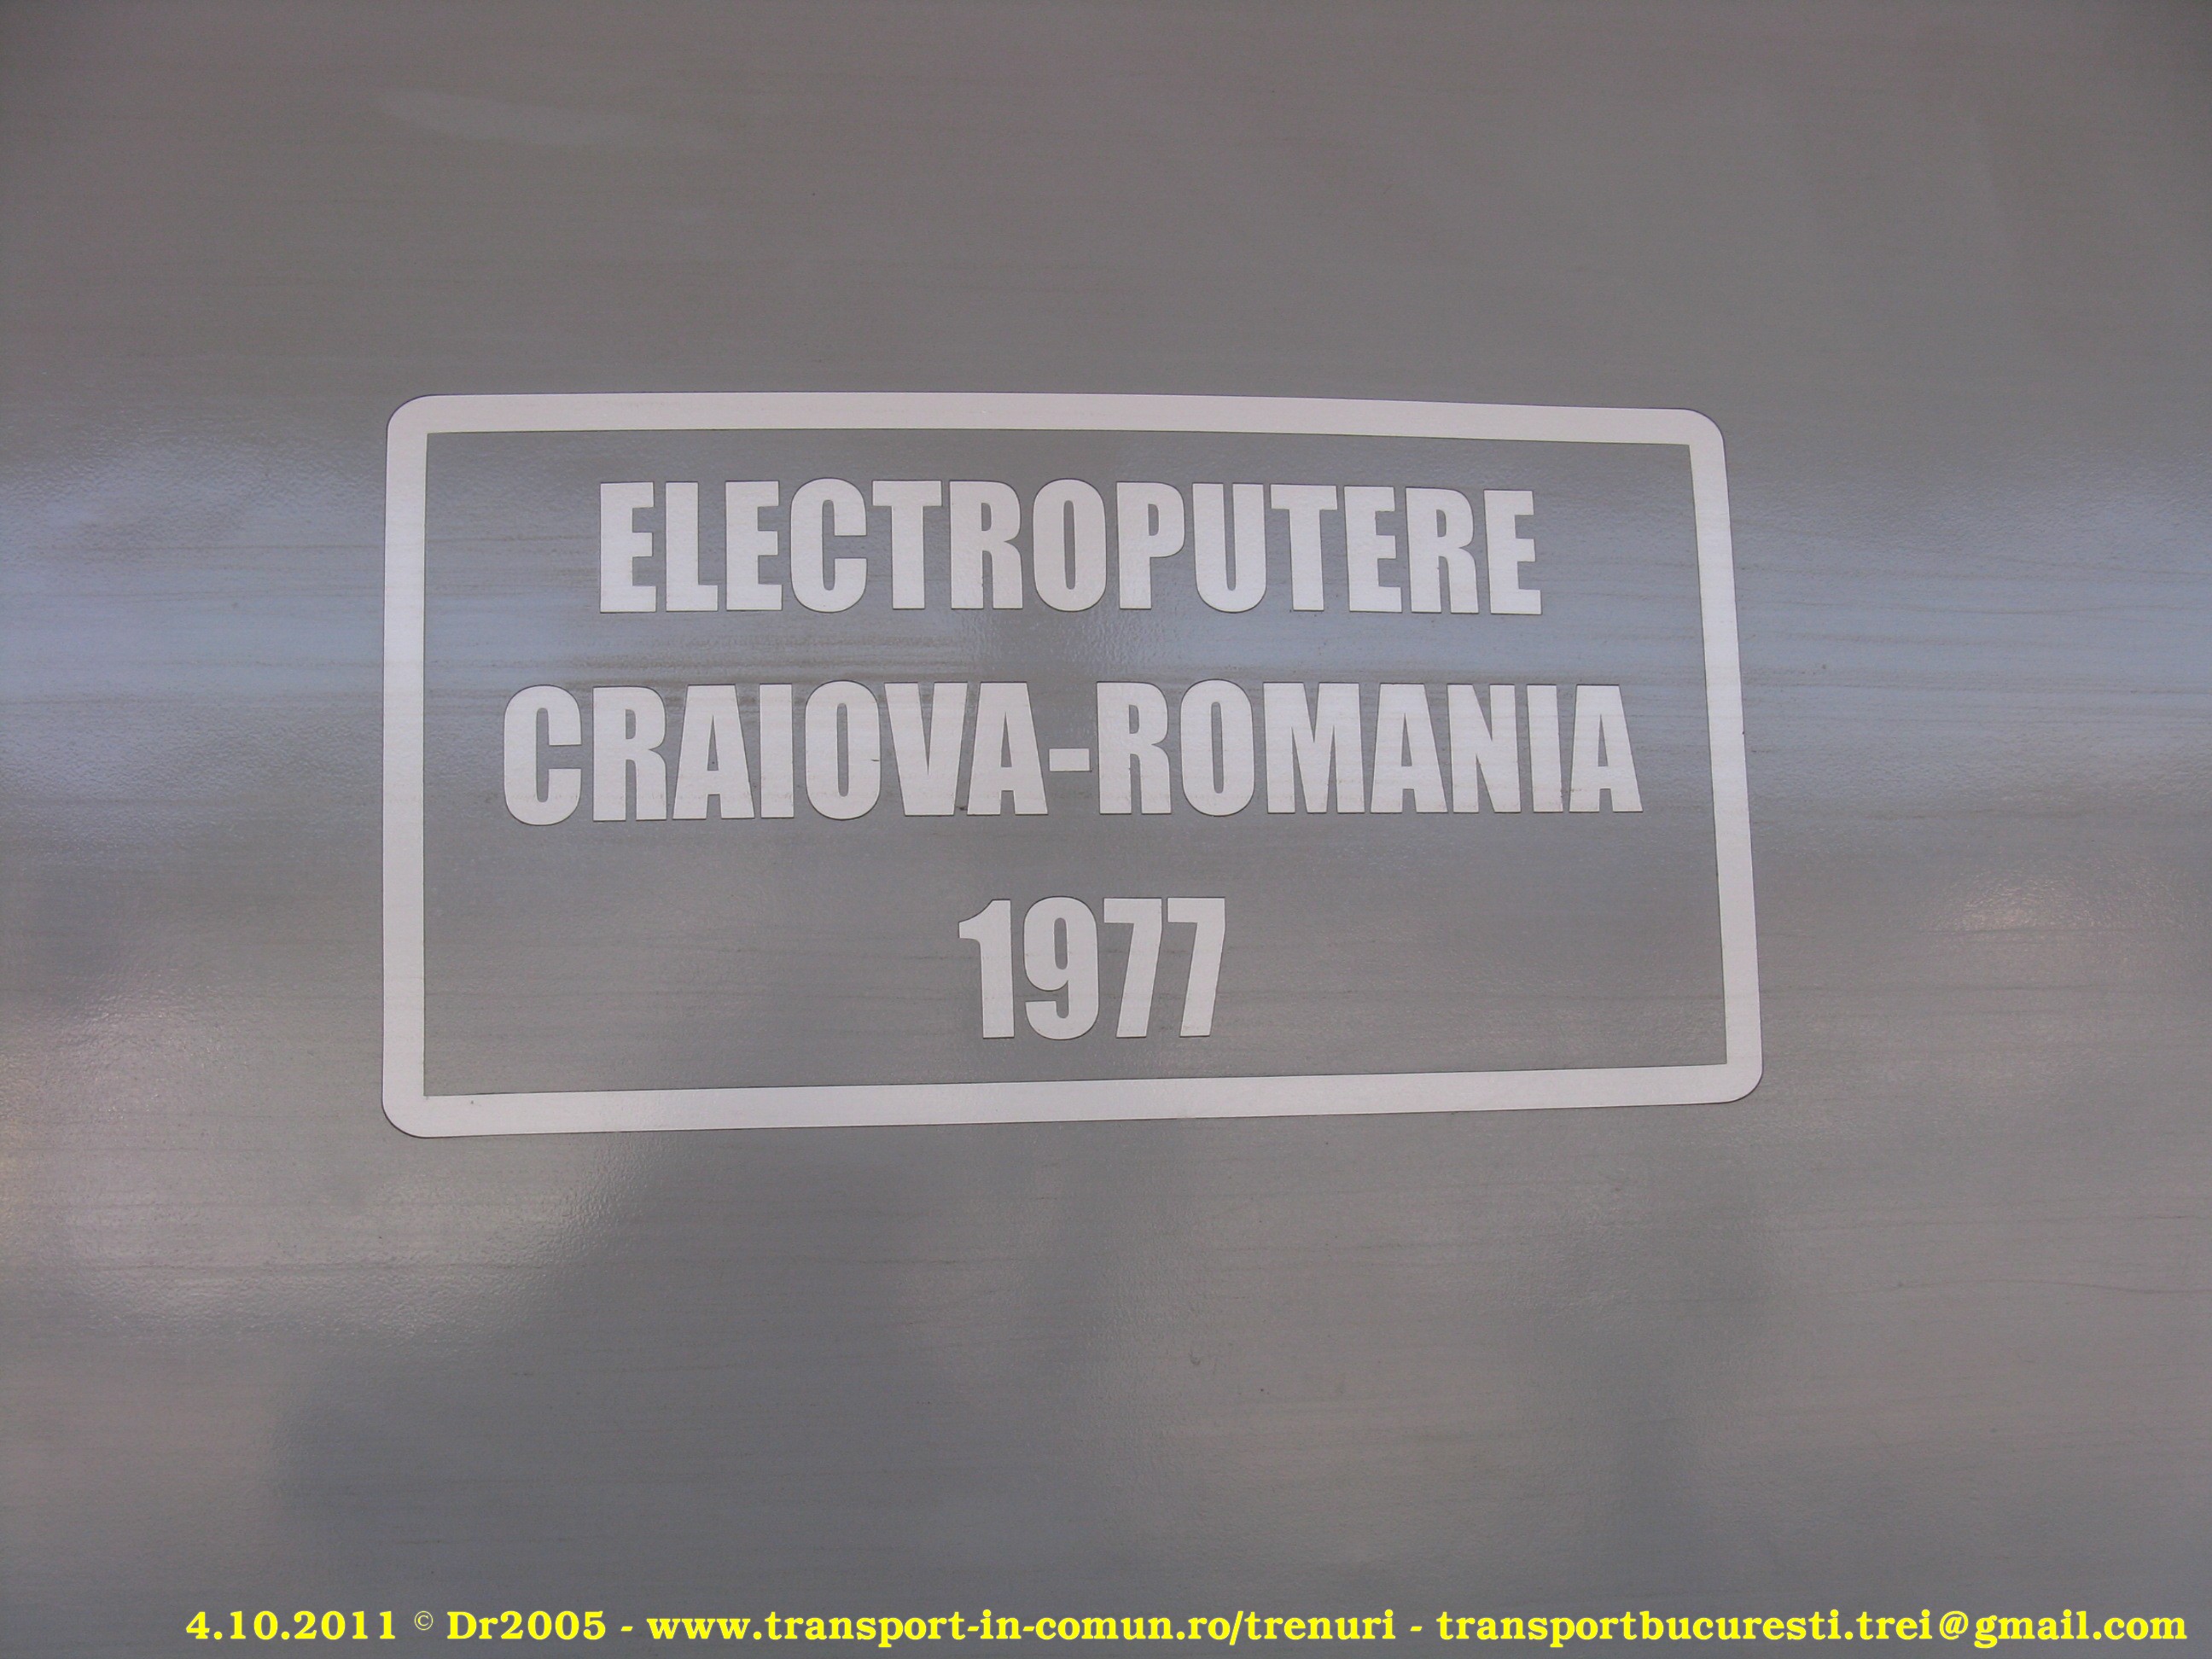 ELECTROPUTERE
CRAIOVA-ROMANIA
1977
4.10.2011 © Dr2005 - www.transport-in-comun.ro/trenuri - transportbucuresti.trei@gmail.com